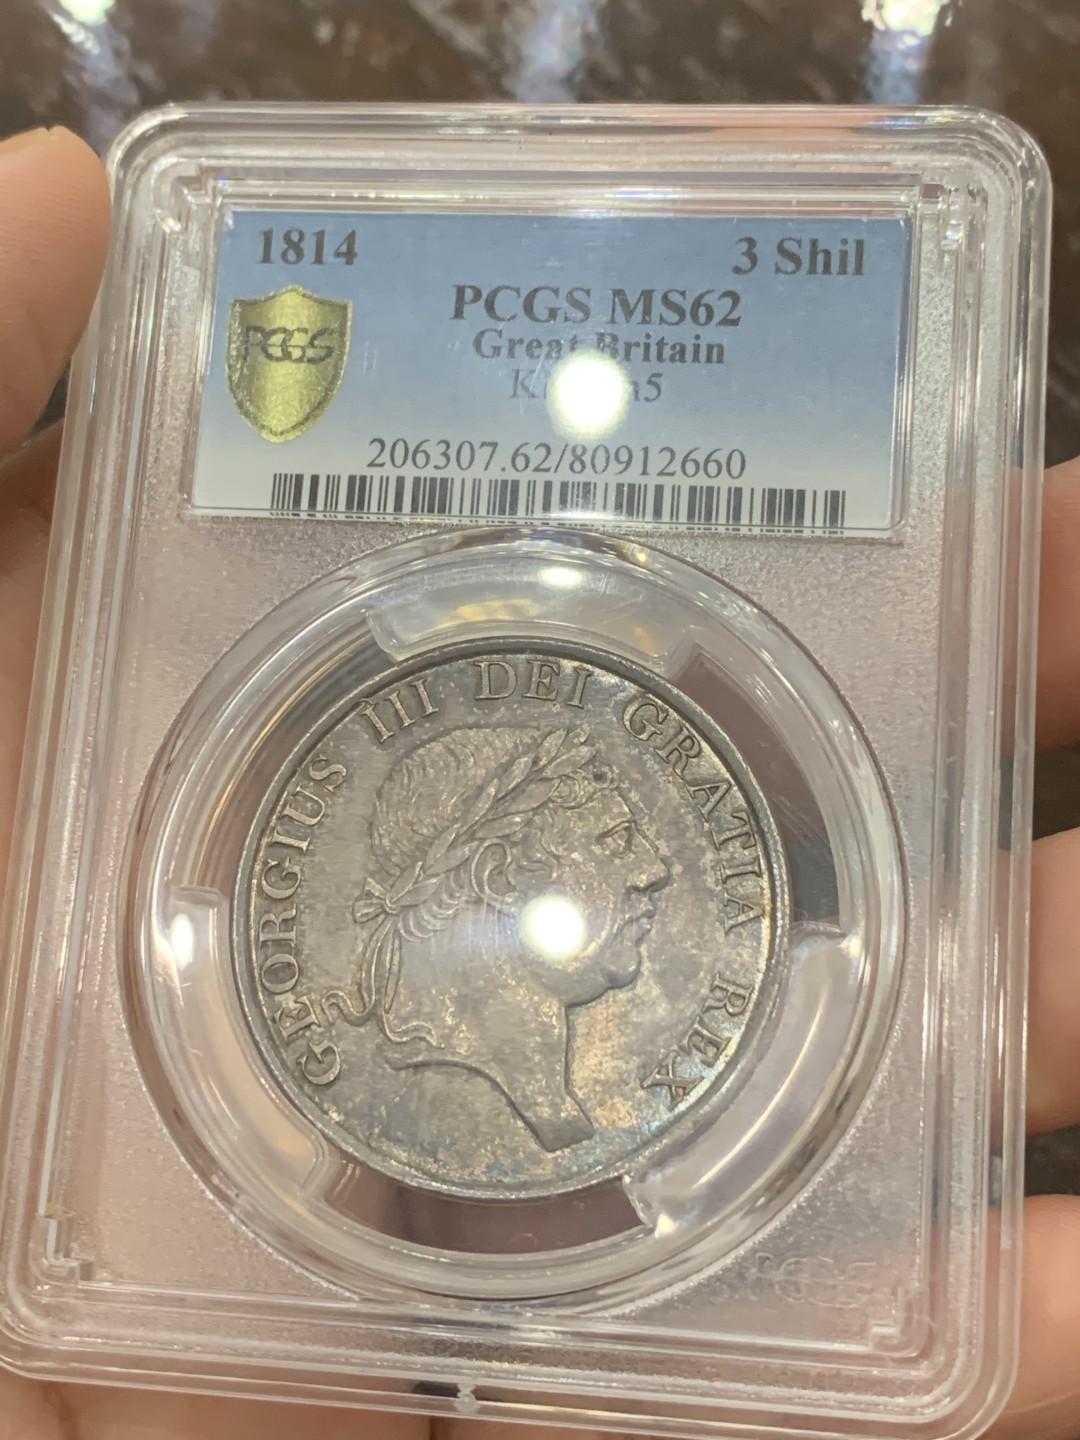 1814 3 Shil
PCGS MS62
PCGS
Great Britain
206307.62/80912660
GEORGIUS III DEI GRATIA REX